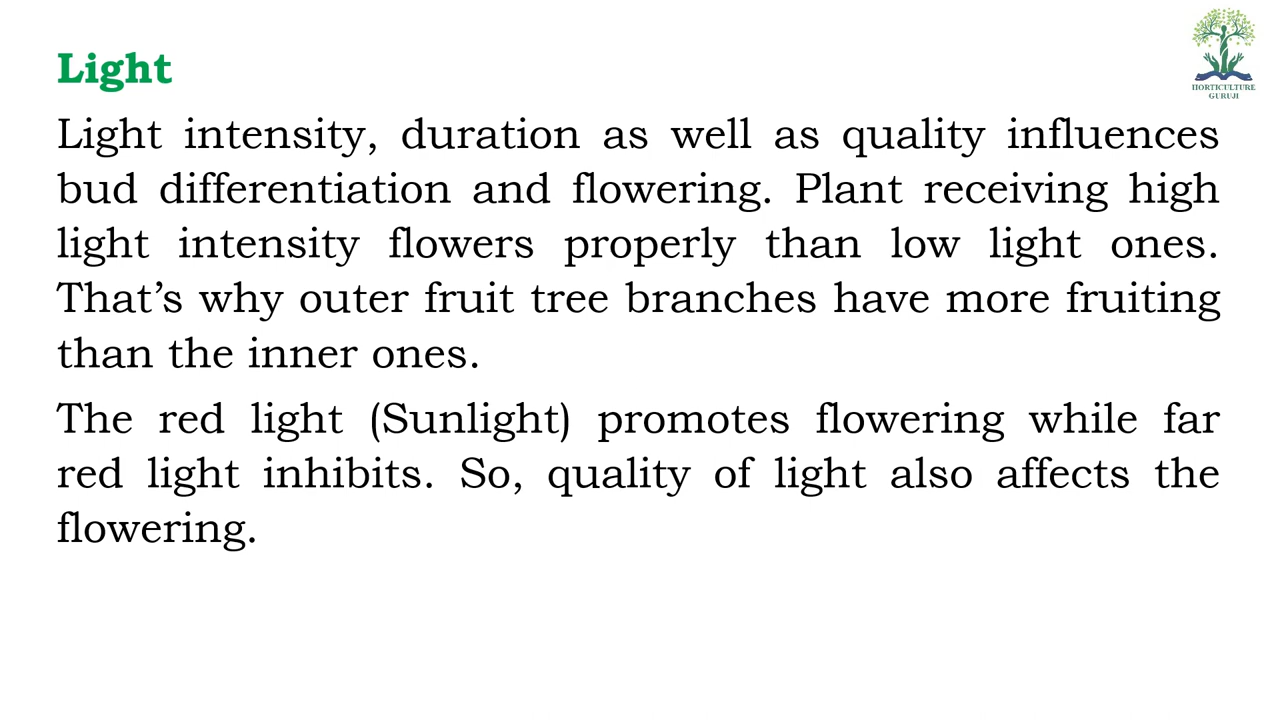 Light
HORTICULTURE
GURUJI
Light intensity, duration as well as quality influences
bud differentiation and flowering. Plant receiving high
light intensity flowers properly than low light ones.
That’s why outer fruit tree branches have more fruiting
than the inner ones.
The red light (Sunlight) promotes flowering while far
red light inhibits. So, quality of light also affects the
flowering.